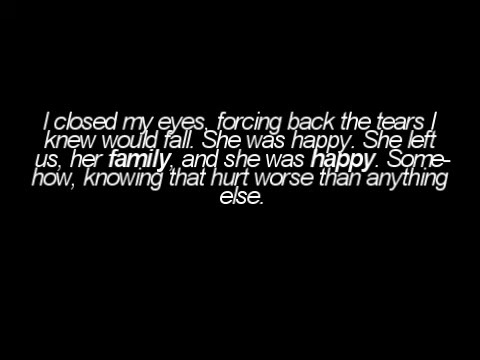 I closed my eyes, forcing back the tears I
knew would fall. She was happy. She left
us, her family, and she was happy. Some-
how, knowing that hurt worse than anything
else.